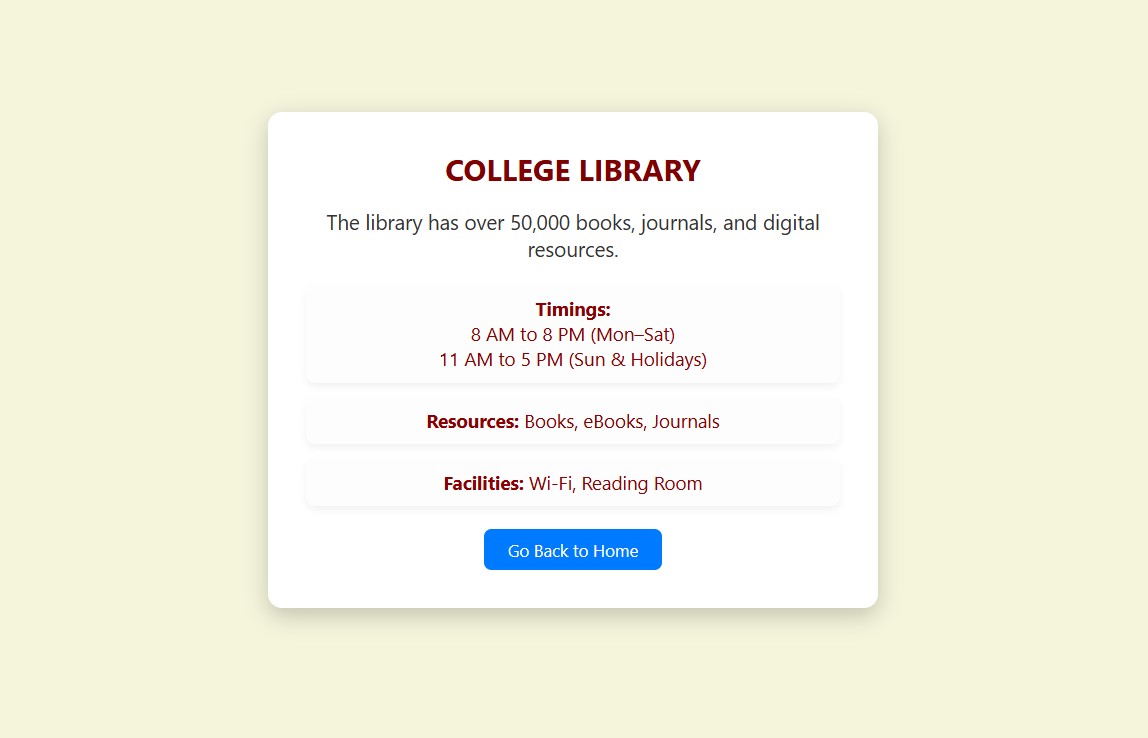 COLLEGE LIBRARY
The library has over 50,000 books, journals, and digital
resources.
Timings:
8 AM to 8 PM (Mon–Sat)
11 AM to 5 PM (Sun & Holidays)
Resources: Books, eBooks, Journals
Facilities: Wi-Fi, Reading Room
Go Back to Home